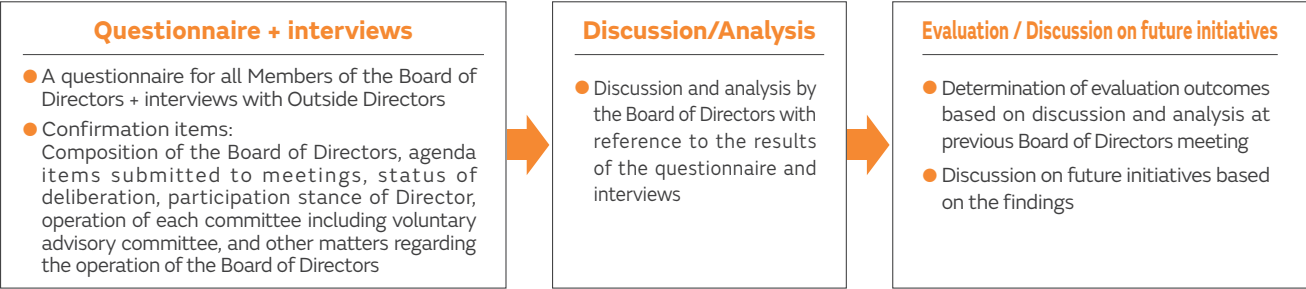 Questionnaire + interviews
● A questionnaire for all Members of the Board of
Directors + interviews with Outside Directors
● Confirmation items:
Composition of the Board of Directors, agenda
items submitted to meetings, status of
deliberation, participation stance of Director,
operation of each committee including voluntary
advisory committee, and other matters regarding
the operation of the Board of Directors
Discussion/Analysis
● Discussion and analysis by
the Board of Directors with
reference to the results
of the questionnaire and
interviews
Evaluation / Discussion on future initiatives
● Determination of evaluation outcomes
based on discussion and analysis at
previous Board of Directors meeting
● Discussion on future initiatives based
on the findings